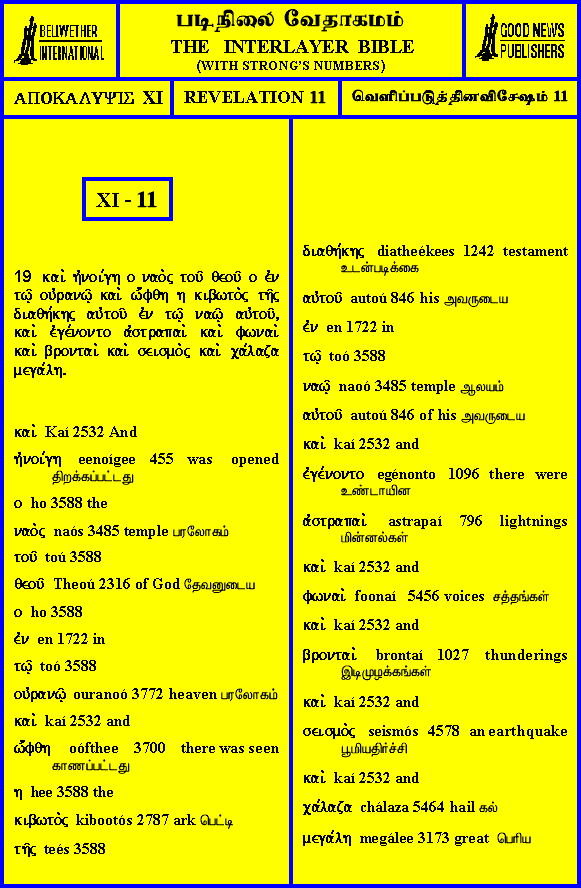 BELLWETHER
INTERNATIONAL
படிநிலை வேதாகமம்
THE INTERLAYER BIBLE
(WITH STRONG'S NUMBERS)
GOOD NEWS
PUBLISHERS
ΑΠΟΚΑΛΥΨΙΣ XI
REVELATION 11
வெளிப்படுத்தினவிசேஷம் 11
XI - 11
19 καὶ ἠνοίγη ο ναὸς τοῦ θεοῦ ο ἐν
τῷ οὐρανῷ καὶ ὤφθη η κιβωτὸς τῆς
διαθήκης αὐτοῦ ἐν τῷ ναῷ αὐτοῦ,
καὶ ἐγένοντο ἀστραπαὶ καὶ φωναὶ
καὶ βρονταὶ καὶ σεισμὸς καὶ χάλαζα
μεγάλη.
καὶ Kaí 2532 And
ἠνοίγη eenoígee 455 was opened
திறக்கப்பட்டது
ο ho 3588 the
ναὸς naós 3485 temple பரலோகம்
τοῦ toú 3588
θεοῦ Theoú 2316 of God தேவனுடைய
ο ho 3588
ἐν en 1722 in
τῷ toó 3588
οὐρανῷ ouranoó 3772 heaven பரலோகம்
καὶ kaí 2532 and
ὤφθη oófthee 3700 there was seen
காணப்பட்டது
η hee 3588 the
κιβωτὸς kibootós 2787 ark பெட்டி
τῆς teés 3588
διαθήκης diatheékees 1242 testament
உடன்படிக்கை
αὐτοῦ autoú 846 his அவருடைய
ἐν en 1722 in
τῷ toó 3588
ναῷ naoó 3485 temple ஆலயம்
αὐτοῦ autoú 846 of his அவருடைய
καὶ kaí 2532 and
ἐγένοντο egénonto 1096 there were
உண்டாயின
ἀστραπαὶ astrapaí 796 lightnings
மின்னல்கள்
καὶ kaí 2532 and
φωναὶ foonaí 5456 voices சத்தங்கள்
καὶ kaí 2532 and
βρονταὶ brontaí 1027 thunderings
இடிமுழக்கங்கள்
καὶ kaí 2532 and
σεισμὸς seismós 4578 an earthquake
பூமியதிர்ச்சி
καὶ kaí 2532 and
χάλαζα chálaza 5464 hail கல்
μεγάλη megálee 3173 great பெரிய